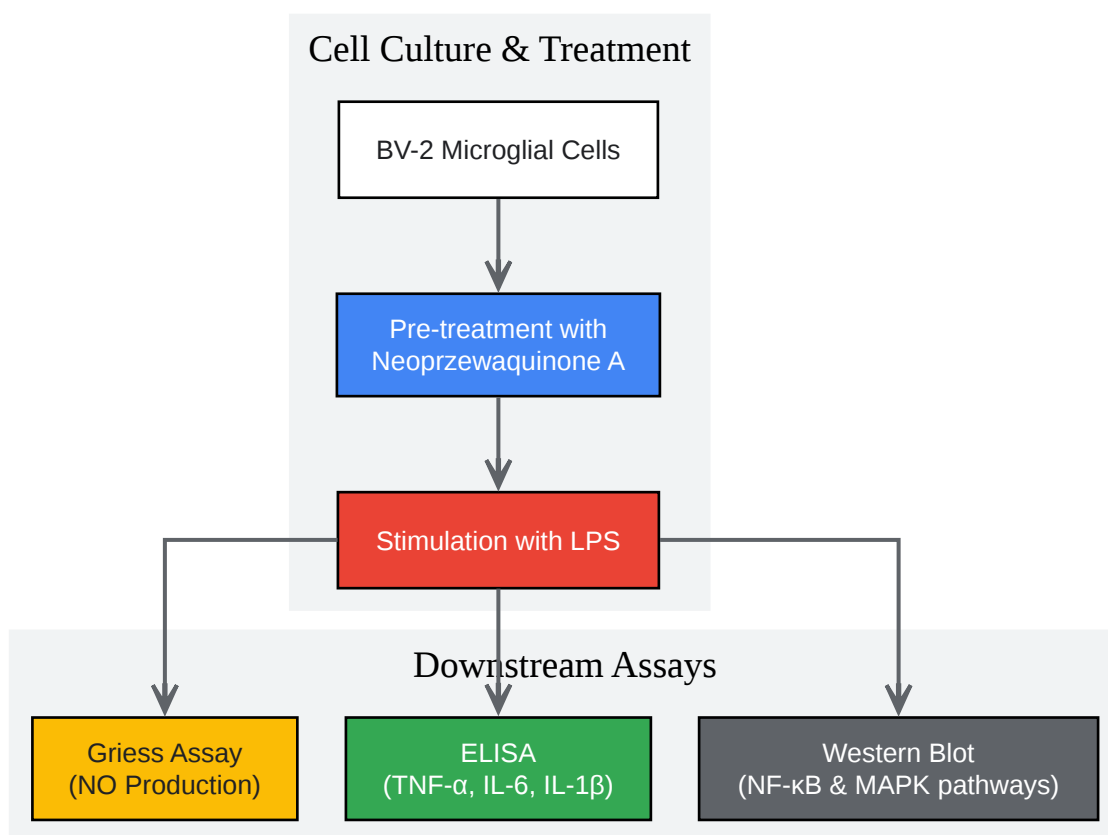 Cell Culture & Treatment
BV-2 Microglial Cells
Pre-treatment with
Neoprzewaquinone A
Stimulation with LPS
Downstream Assays
Griess Assay
(NO Production)
ELISA
(TNF-α, IL-6, IL-1β)
Western Blot
(NF-κB & MAPK pathways)